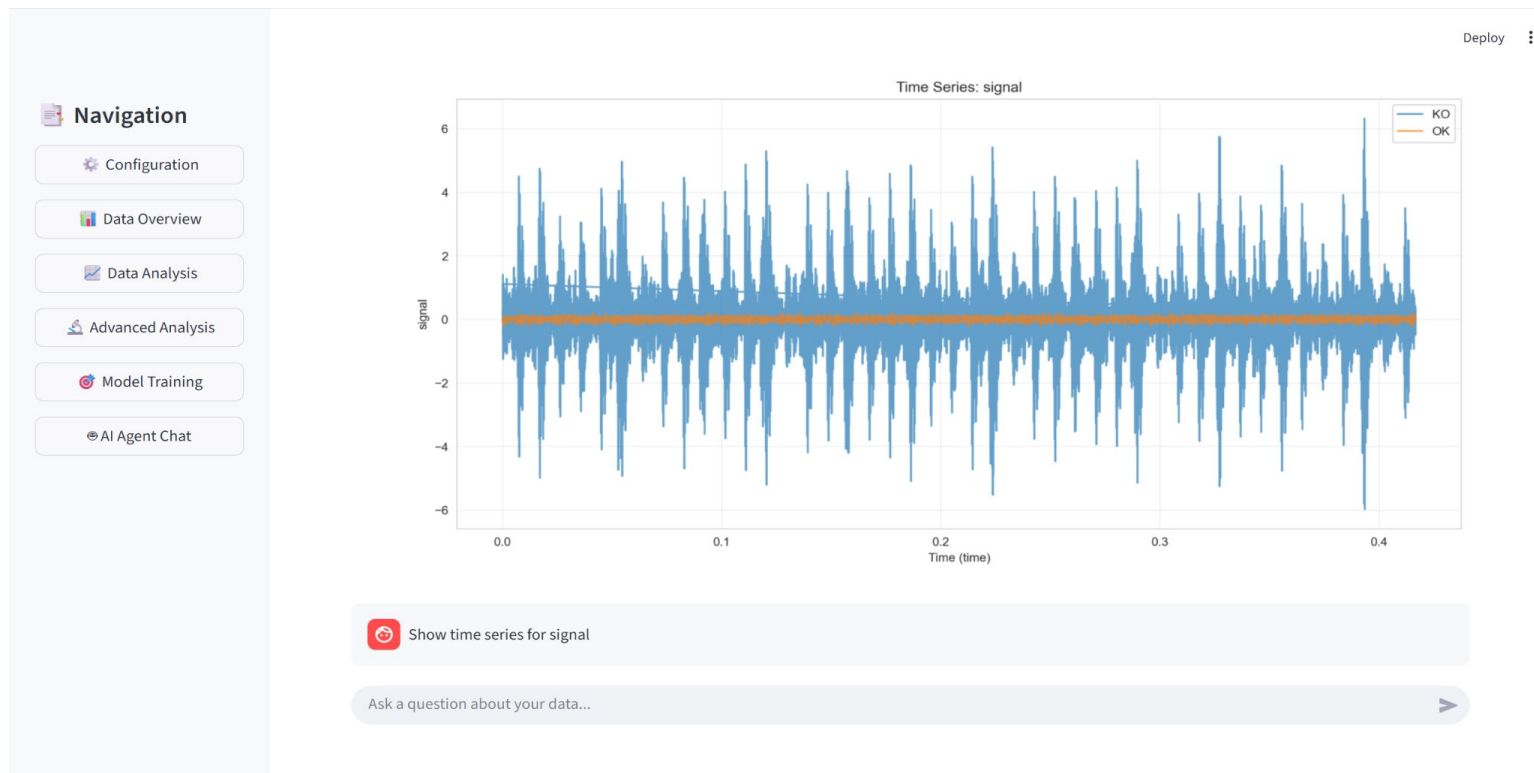 Deploy
Navigation
Configuration
Data Overview
Data Analysis
Advanced Analysis
Model Training
AI Agent Chat
Time Series: signal
KO
OK
signal
6
4
2
0
−2
−4
−6
0.0
0.1
0.2
0.3
0.4
Time (time)
Show time series for signal
Ask a question about your data...